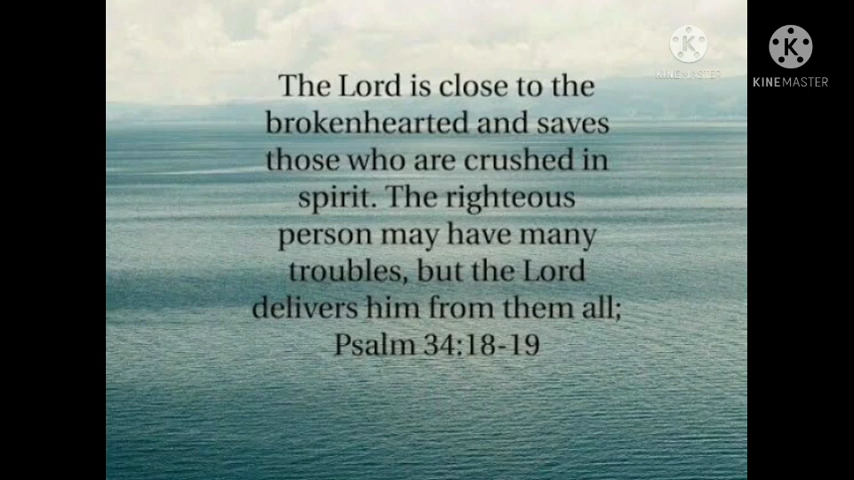 The Lord is close to the
brokenhearted and saves
those who are crushed in
spirit. The righteous
person may have many
troubles, but the Lord
delivers him from them all;
Psalm 34:18-19
KINEMASTER
KINEMASTER